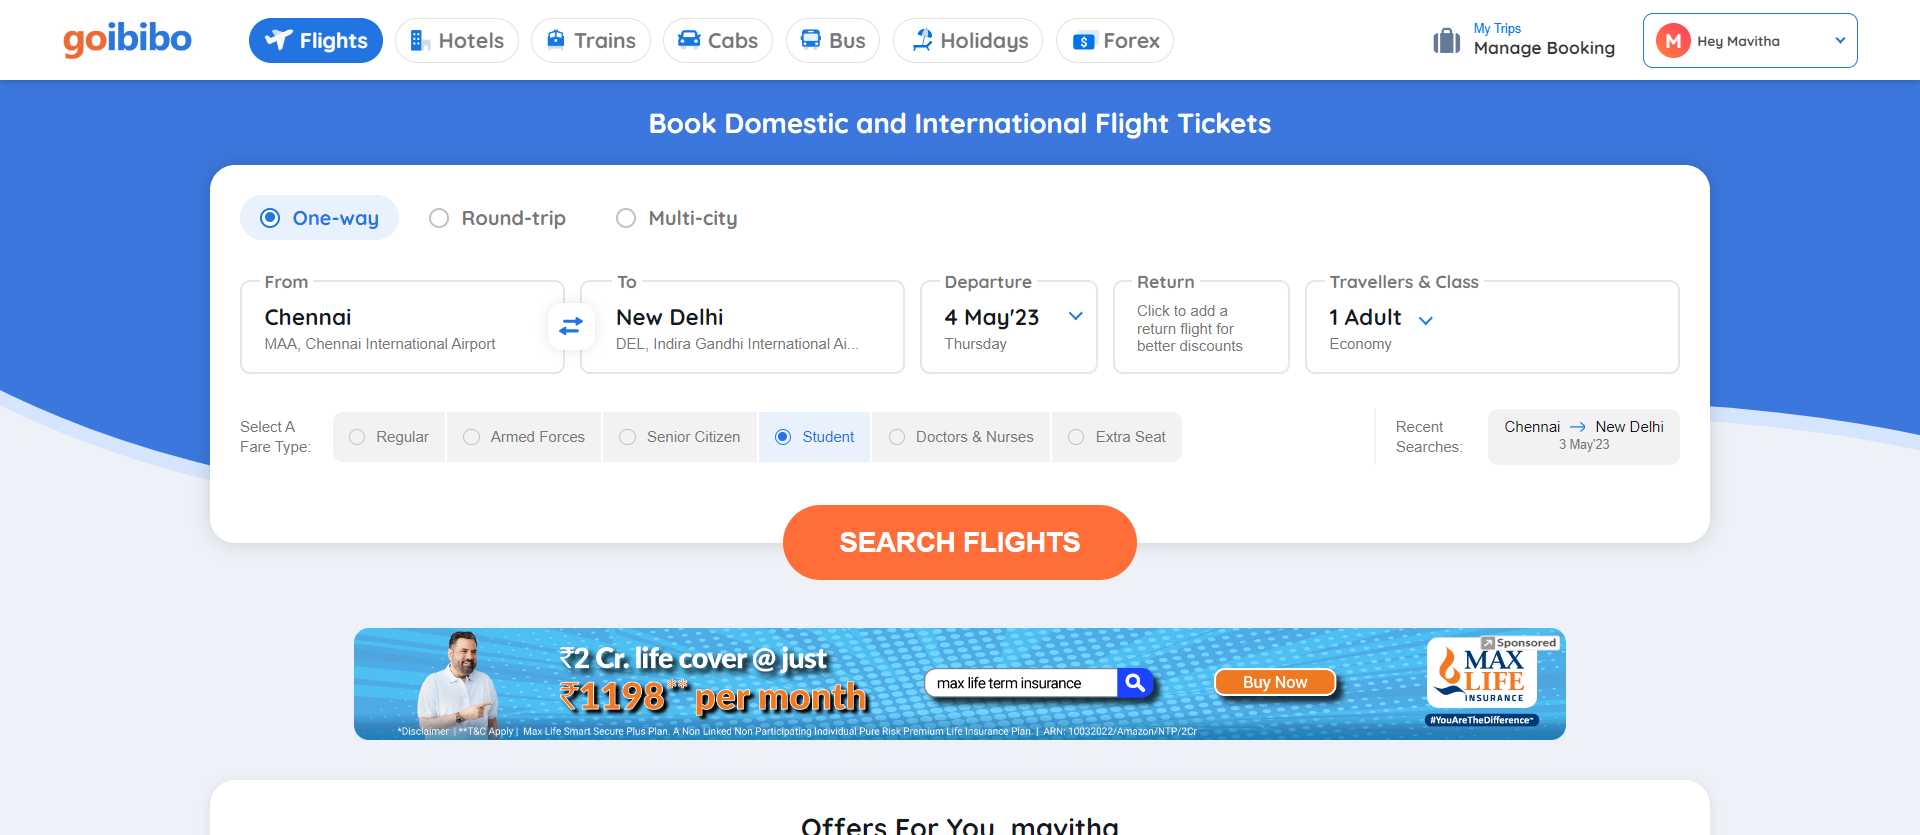 goibibo
Flights
Hotels
Trains
Cabs
Bus
Holidays
Forex
My Trips
Manage Booking
M
Hey Mavitha
Book Domestic and International Flight Tickets
One-way
Round-trip
Multi-city
From
Chennai
MAA, Chennai International Airport
To
New Delhi
DEL, Indira Gandhi International Ai...
Departure
4 May'23
Thursday
Return
Click to add a
return flight for
better discounts
Travellers & Class
1 Adult
Economy
Select A
Fare Type:
Regular
Armed Forces
Senior Citizen
Student
Doctors & Nurses
Extra Seat
Recent
Searches:
Chennai → New Delhi
3 May'23
SEARCH FLIGHTS
₹2 Cr. life cover @ just
₹1198** per month
max life term insurance
Buy Now
Sponsored
MAX
LIFE
INSURANCE
#YouAreTheDifference™
*Disclaimer | **T&C Apply | Max Life Smart Secure Plus Plan. A Non Linked Non Participating Individual Pure Risk Premium Life Insurance Plan. | ARN: 10032022/Amazon/NTP/2Cr
Offers For You, mavitha